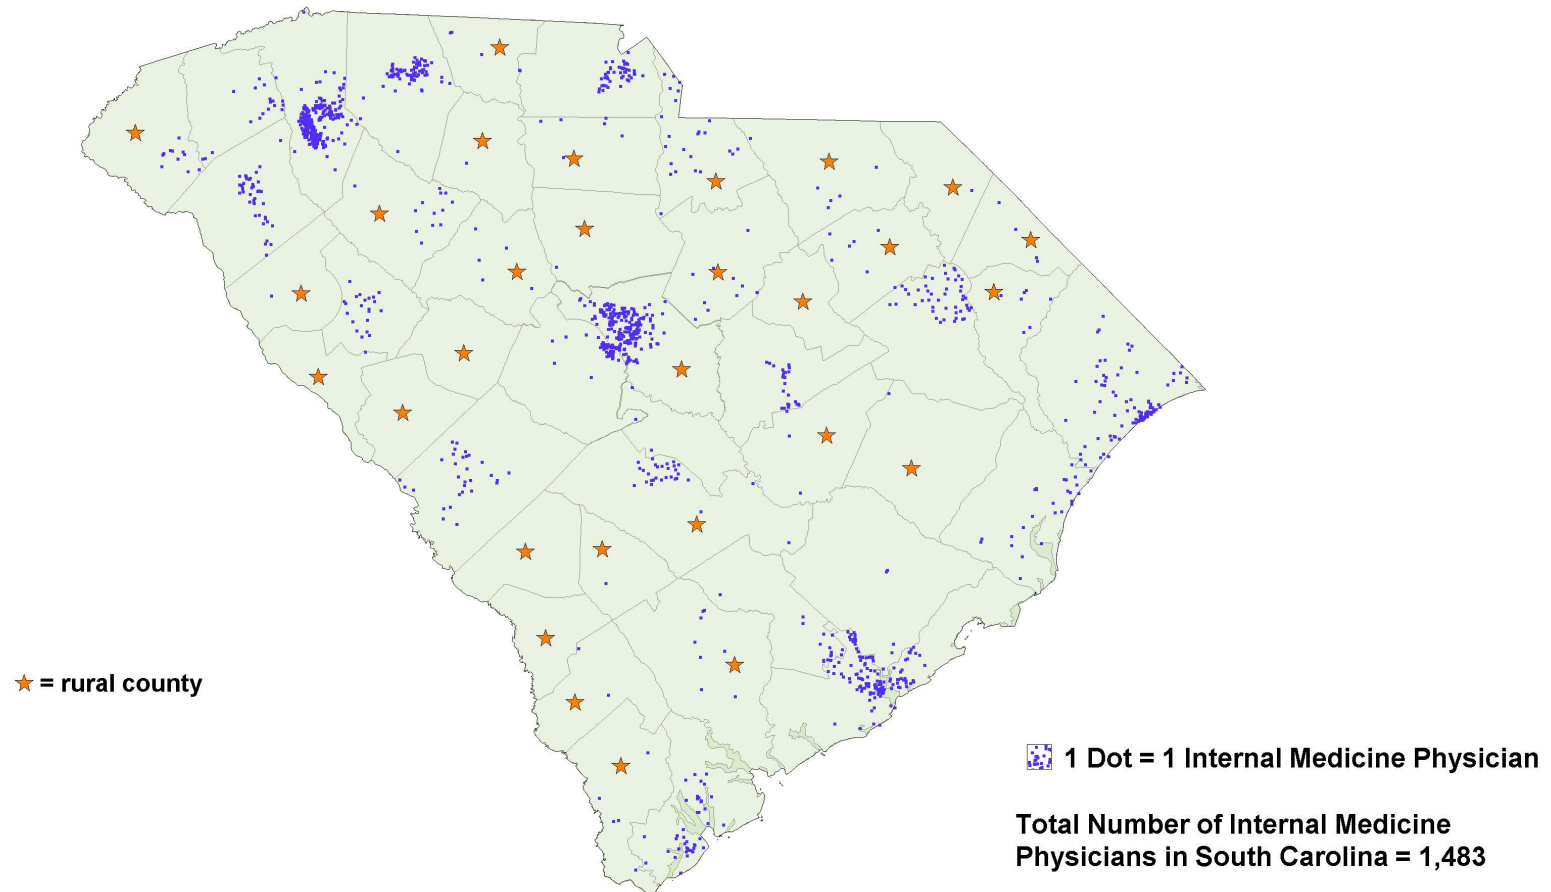 = rural county
1 Dot = 1 Internal Medicine Physician
Total Number of Internal Medicine
Physicians in South Carolina = 1,483